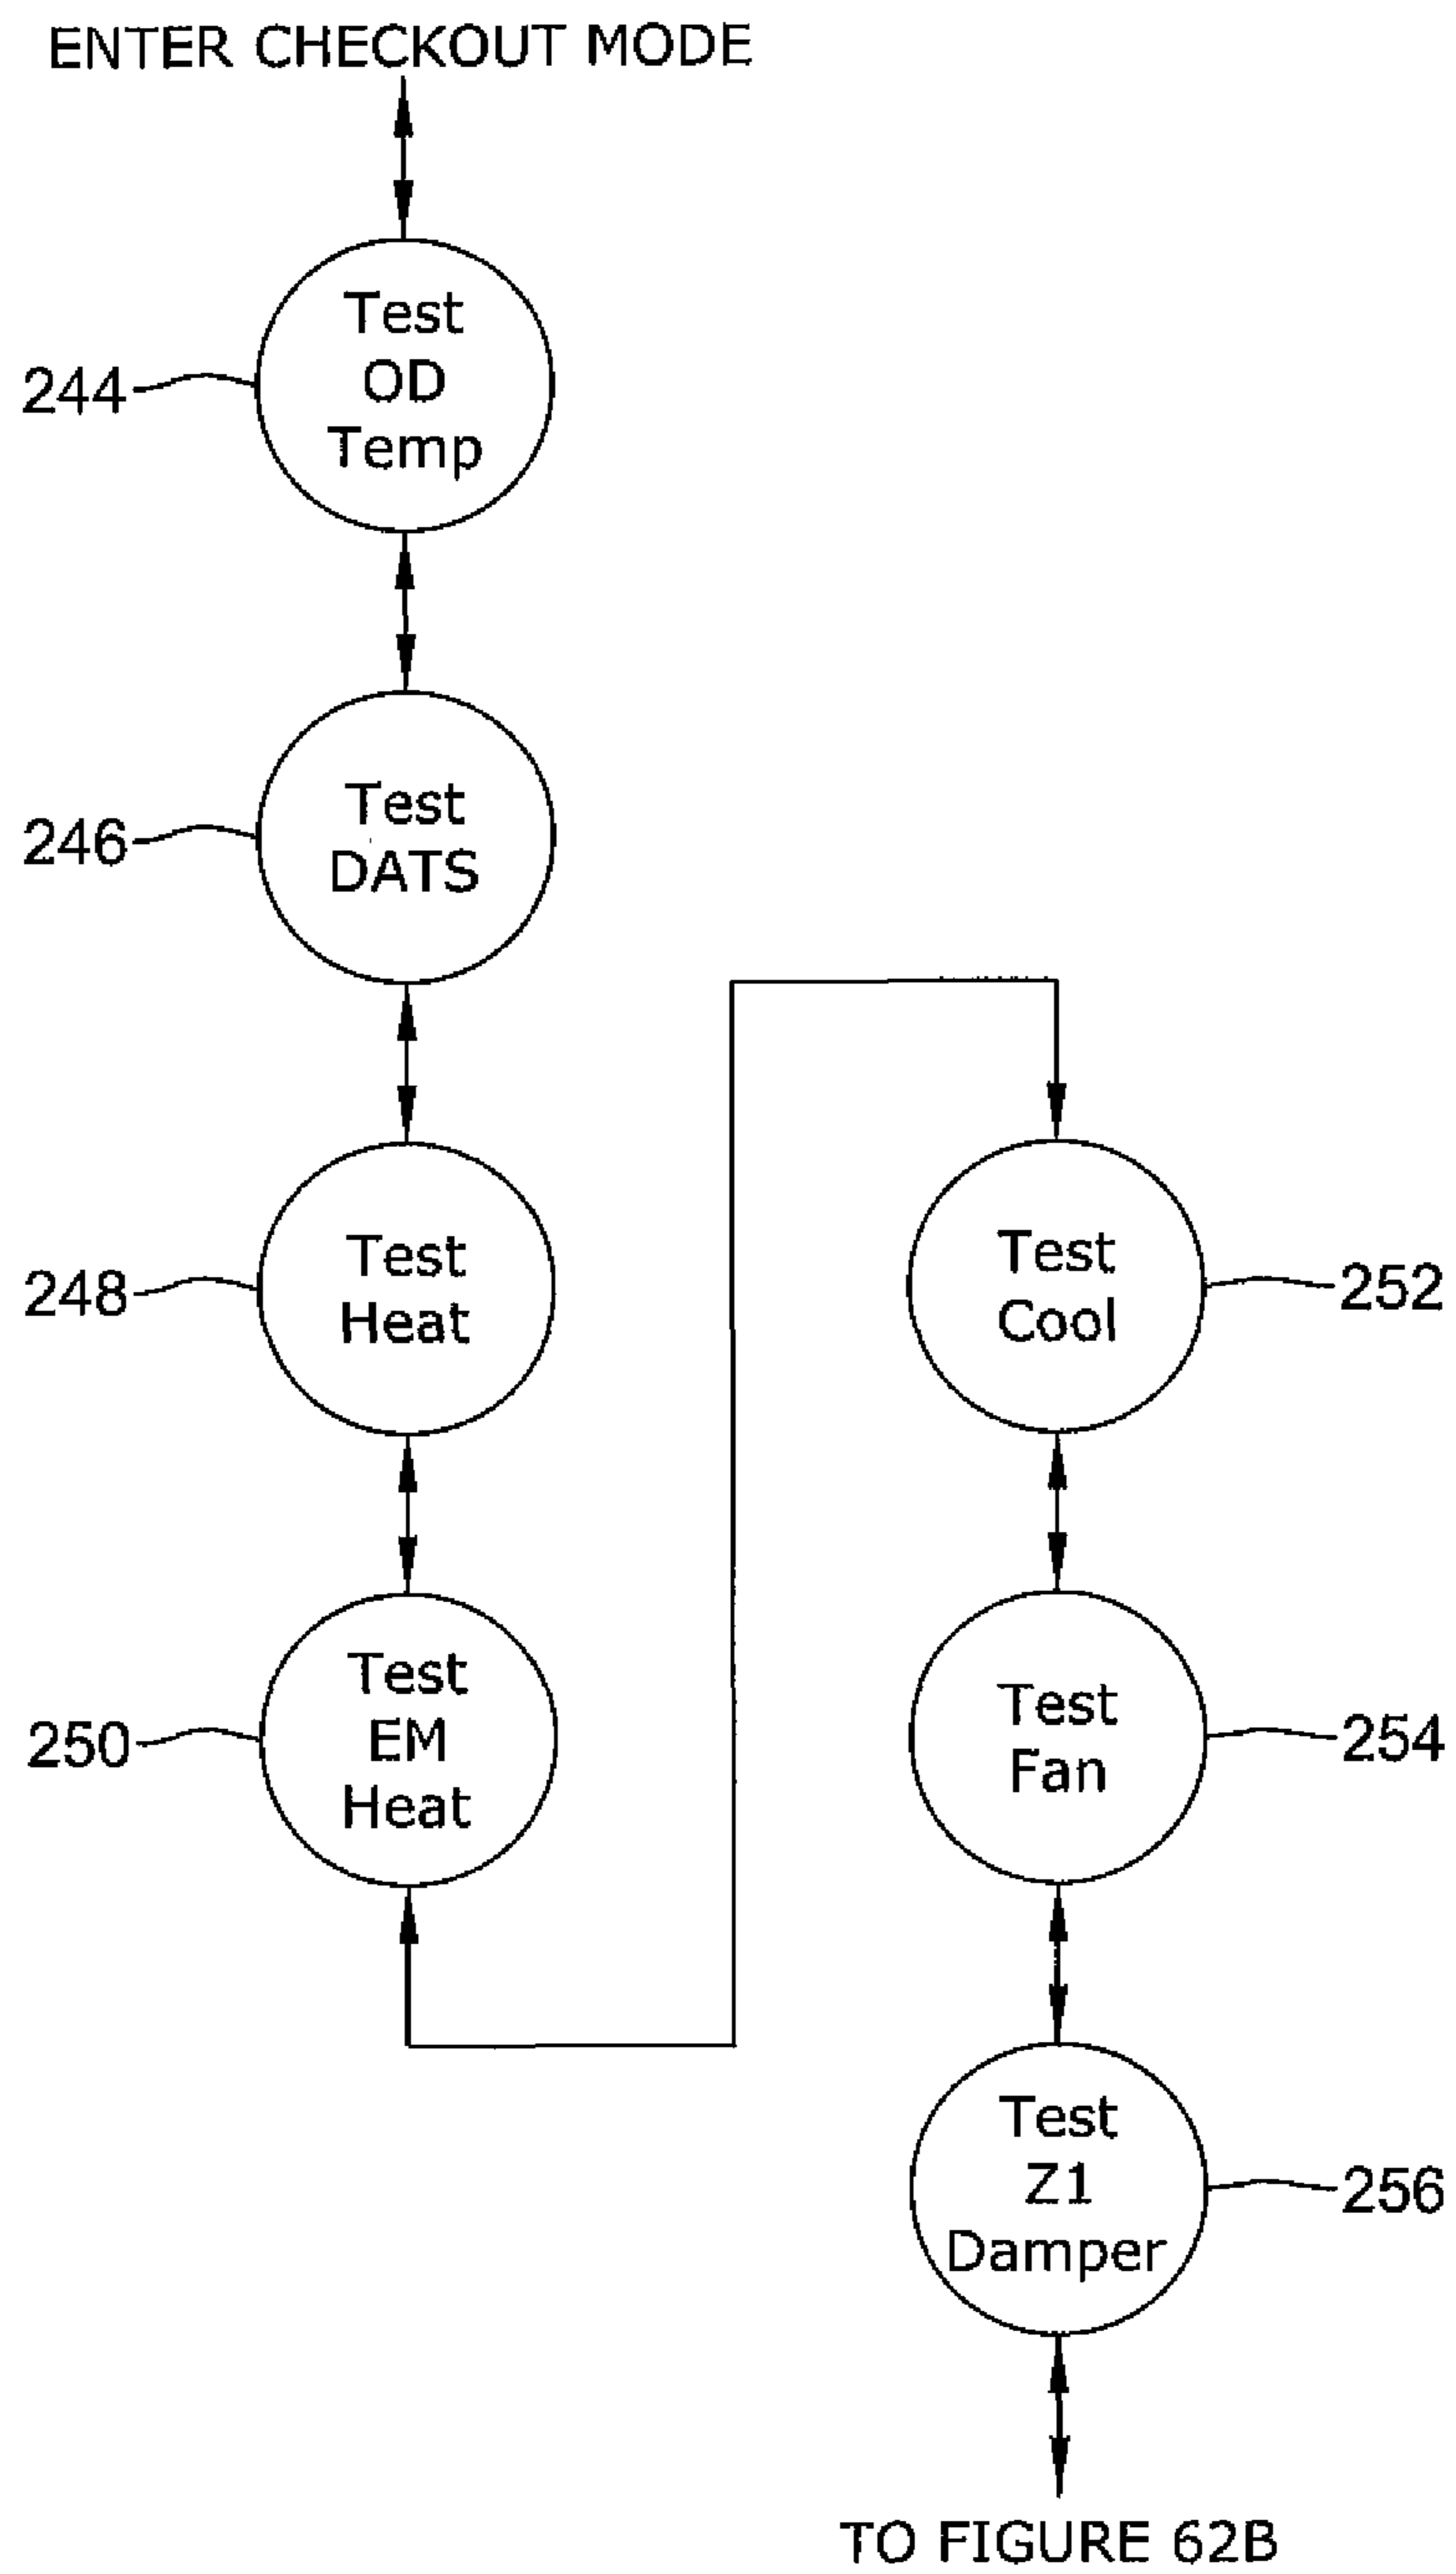 ENTER CHECKOUT MODE
244
Test
OD
Temp
246
Test
DATS
248
Test
Heat
250
Test
EM
Heat
Test
Cool
252
Test
Fan
254
Test
Z1
Damper
256
TO FIGURE 62B